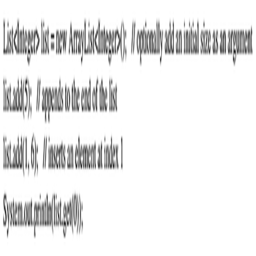 List<Integer> list = new ArrayList<Integer>(); // optionally add an initial size as an argument
list.add(5); // appends to the end of the list
list.add(1, 6); // inserts an element at index 1
System.out.println(list.get(0));